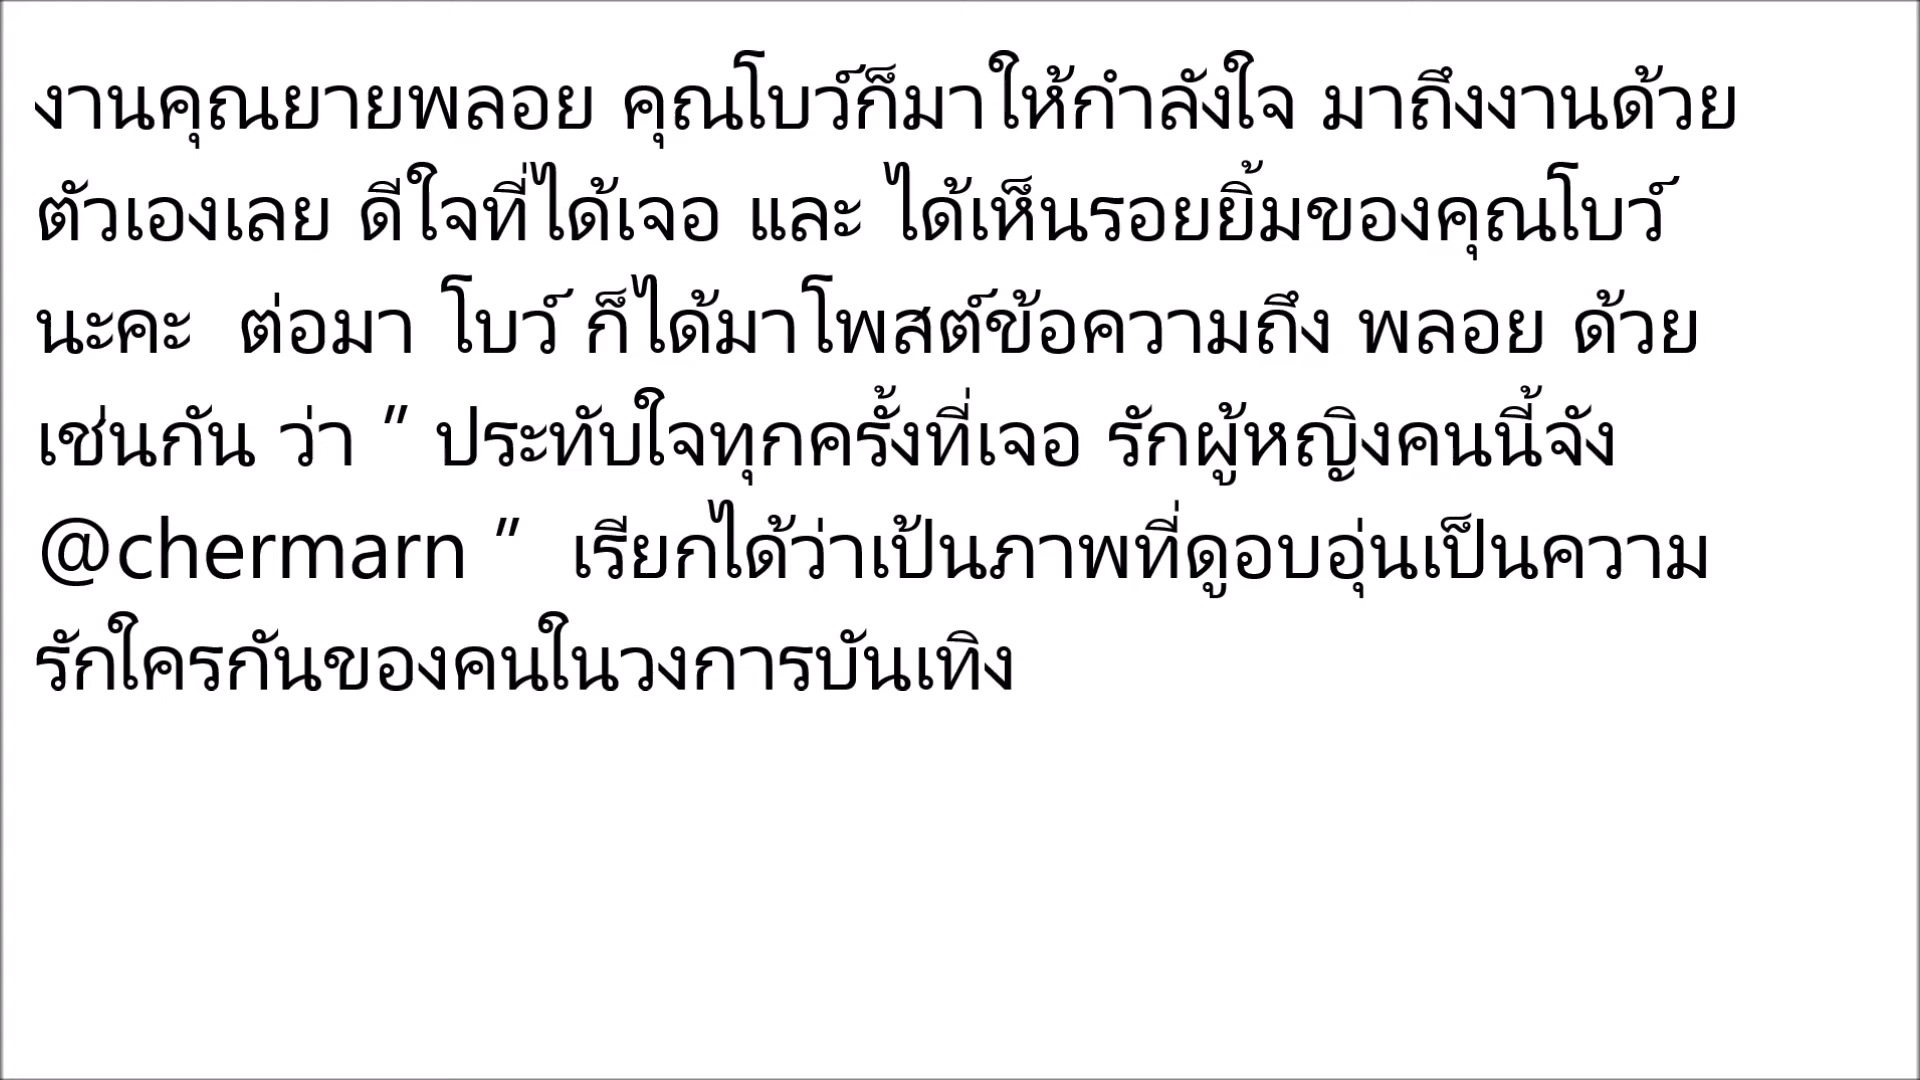 งานคุณยายพลอย คุณโบว์ก็มาให้กำลังใจ มาถึงงานด้วย
ตัวเองเลย ดีใจที่ได้เจอ และ ได้เห็นรอยยิ้มของคุณโบว์
นะคะ  ต่อมา โบว์ ก็ได้มาโพสต์ข้อความถึง พลอย ด้วย
เช่นกัน ว่า ” ประทับใจทุกครั้งที่เจอ รักผู้หญิงคนนี้จัง
@chermarn ”  เรียกได้ว่าเป้นภาพที่ดูอบอุ่นเป็นความ
รักใครกันของคนในวงการบันเทิง